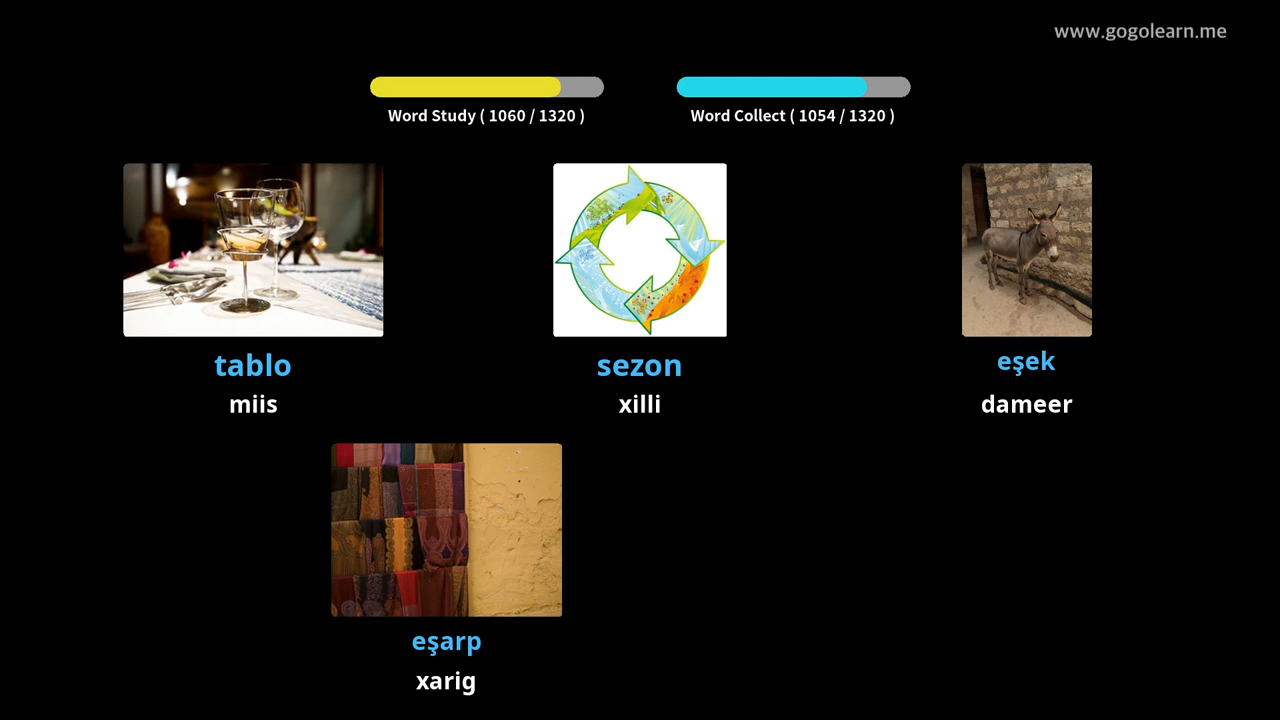 www.gogolearn.me
Word Study ( 1060 / 1320 )
Word Collect ( 1054 / 1320 )
tablo
miis
sezon
xilli
eşek
dameer
eşarp
xarig